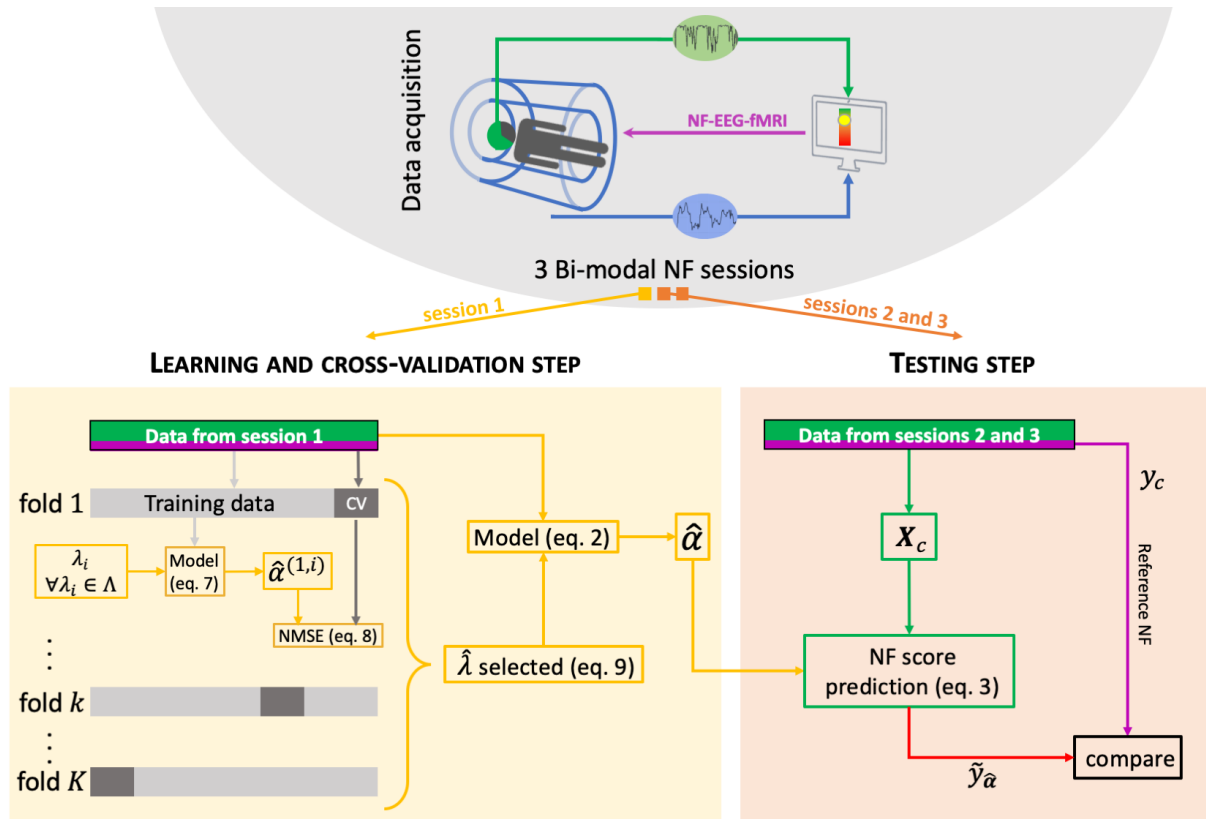 Data acquisition
NF-EEG-fMRI
3 Bi-modal NF sessions
session 1
sessions 2 and 3
LEARNING AND CROSS-VALIDATION STEP
TESTING STEP
Data from session 1
fold 1
Training data
CV
λᵢ
∀λᵢ ∈ Λ
Model
(eq. 7)
α̂⁽¹,ⁱ⁾
NMSE (eq. 8)
⋮
fold k
⋮
fold K
Model (eq. 2)
α̂
λ̂ selected (eq. 9)
Data from sessions 2 and 3
y_c
X_c
Reference NF
NF score
prediction (eq. 3)
ỹ_α̂
compare